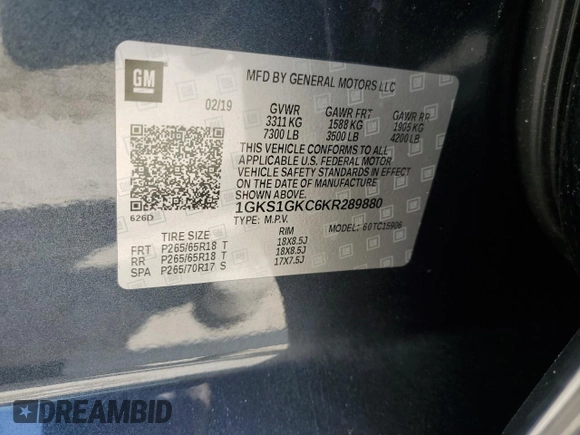 GM
MFD BY GENERAL MOTORS LLC
02/19
GVWR GAWR FRT GAWR RR
3311 KG 1588 KG 1905 KG
7300 LB 3500 LB 4200 LB
THIS VEHICLE CONFORMS TO ALL
APPLICABLE U.S. FEDERAL MOTOR
VEHICLE SAFETY STANDARDS IN EFFECT
ON THE DATE OF MANUFACTURE
SHOWN ABOVE.
1GKS1GKC6KR289880
626D
TYPE: M.P.V. MODEL: 60TC15906
TIRE SIZE RIM
FRT P265/65R18 T 18X8.5J
RR P265/65R18 T 18X8.5J
SPA P265/70R17 S 17X7.5J
DREAMBID